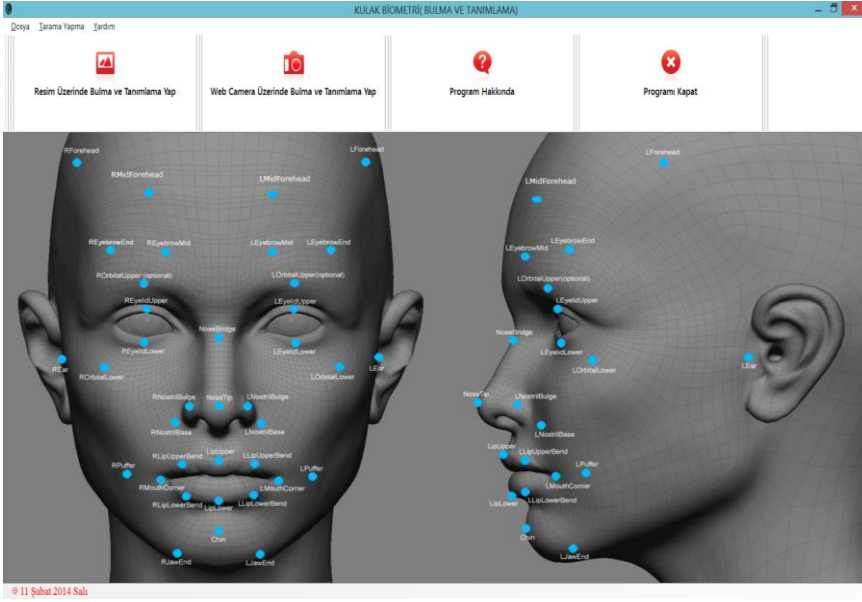 KULAK BİOMETRİ( BULMA VE TANIMLAMA)
Dosya Tarama Yapma Yardım
Resim Üzerinde Bulma ve Tanımlama Yap
Web Camera Üzerinde Bulma ve Tanımlama Yap
Program Hakkında
Programı Kapat
RForehead
LForehead
RMidForehead
LMidForehead
REyebrowEnd
REyebrowMid
LEyebrowMid
LEyebrowEnd
ROrbitalUpper (optional)
LOrbitalUpper(optional)
REyelidUpper
LEyelidUpper
NoseBridge
REyelidLower
LEyelidLower
REar
ROrbitalLower
LOrbitalLower
LEar
RNostrilBulge
NoseTip
LNostrilBulge
RNostrilBase
LNostrilBase
LipUpper
RLipUpperBend
LLipUpperBend
RPuffer
LPuffer
RMouthCorner
LMouthCorner
RLipLowerBend
LipLower
LLipLowerBend
Chin
RJawEnd
LJawEnd
LForehead
LMidForehead
LEyebrowMid
LEyebrowEnd
LOrbitalUpper(optional)
LEyelidUpper
NoseBridge
LEyelidLower
LOrbitalLower
LEar
NoseTip
LNostrilBulge
LNostrilBase
LipUpper
LLipUpperBend
LPuffer
LMouthCorner
LipLower
LLipLowerBend
Chin
LJawEnd
11 Şubat 2014 Salı